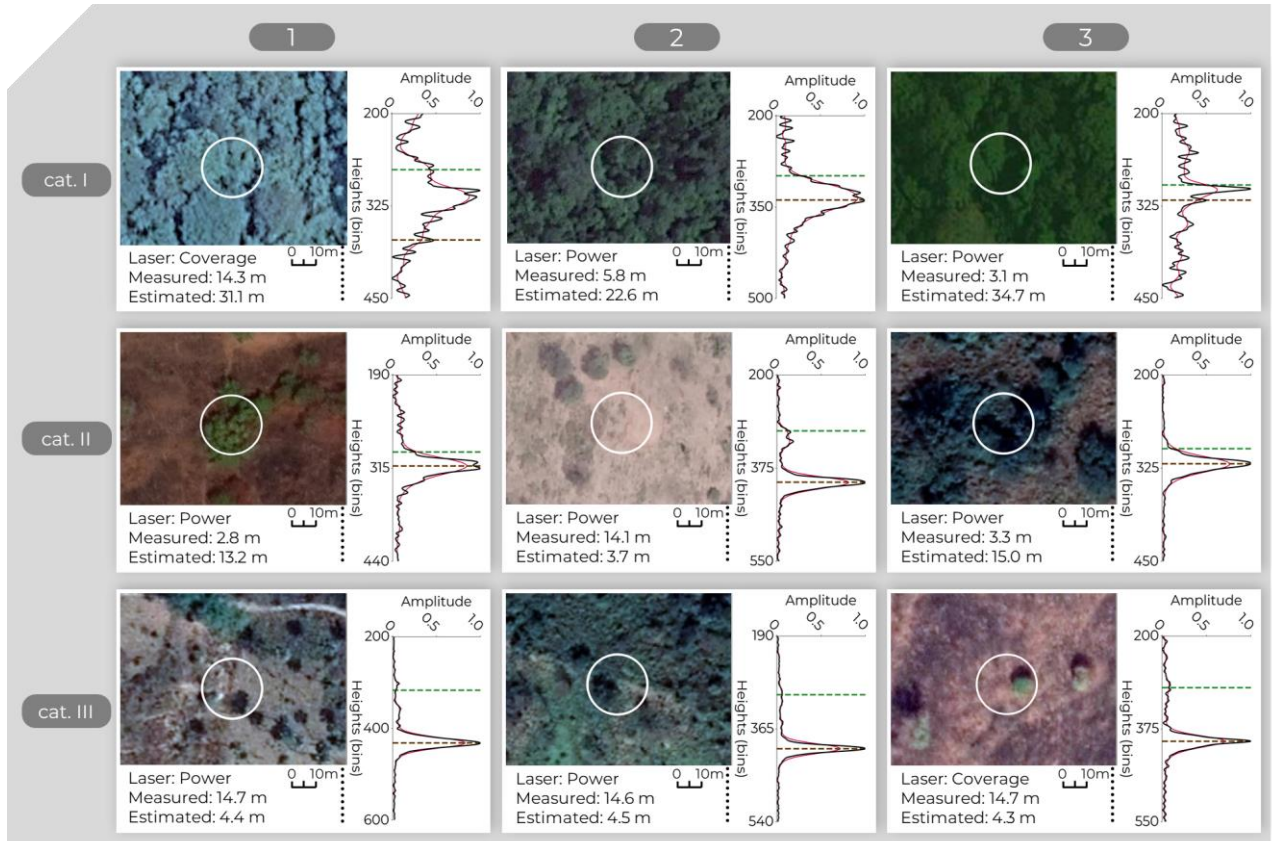 1 2 3
cat. I
Amplitude
0 0.5 1.0
200
325
450
Heights (bins)
Laser: Coverage
Measured: 14.3 m
Estimated: 31.1 m
0 10m
Amplitude
0 0.5 1.0
200
350
500
Heights (bins)
Laser: Power
Measured: 5.8 m
Estimated: 22.6 m
0 10m
Amplitude
0 0.5 1.0
200
325
450
Heights (bins)
Laser: Power
Measured: 3.1 m
Estimated: 34.7 m
0 10m
cat. II
Amplitude
0 0.5 1.0
190
315
440
Heights (bins)
Laser: Power
Measured: 2.8 m
Estimated: 13.2 m
0 10m
Amplitude
0 0.5 1.0
200
375
550
Heights (bins)
Laser: Power
Measured: 14.1 m
Estimated: 3.7 m
0 10m
Amplitude
0 0.5 1.0
200
325
450
Heights (bins)
Laser: Power
Measured: 3.3 m
Estimated: 15.0 m
0 10m
cat. III
Amplitude
0 0.5 1.0
200
400
600
Heights (bins)
Laser: Power
Measured: 14.7 m
Estimated: 4.4 m
0 10m
Amplitude
0 0.5 1.0
190
365
540
Heights (bins)
Laser: Power
Measured: 14.6 m
Estimated: 4.5 m
0 10m
Amplitude
0 0.5 1.0
200
375
550
Heights (bins)
Laser: Coverage
Measured: 14.7 m
Estimated: 4.3 m
0 10m